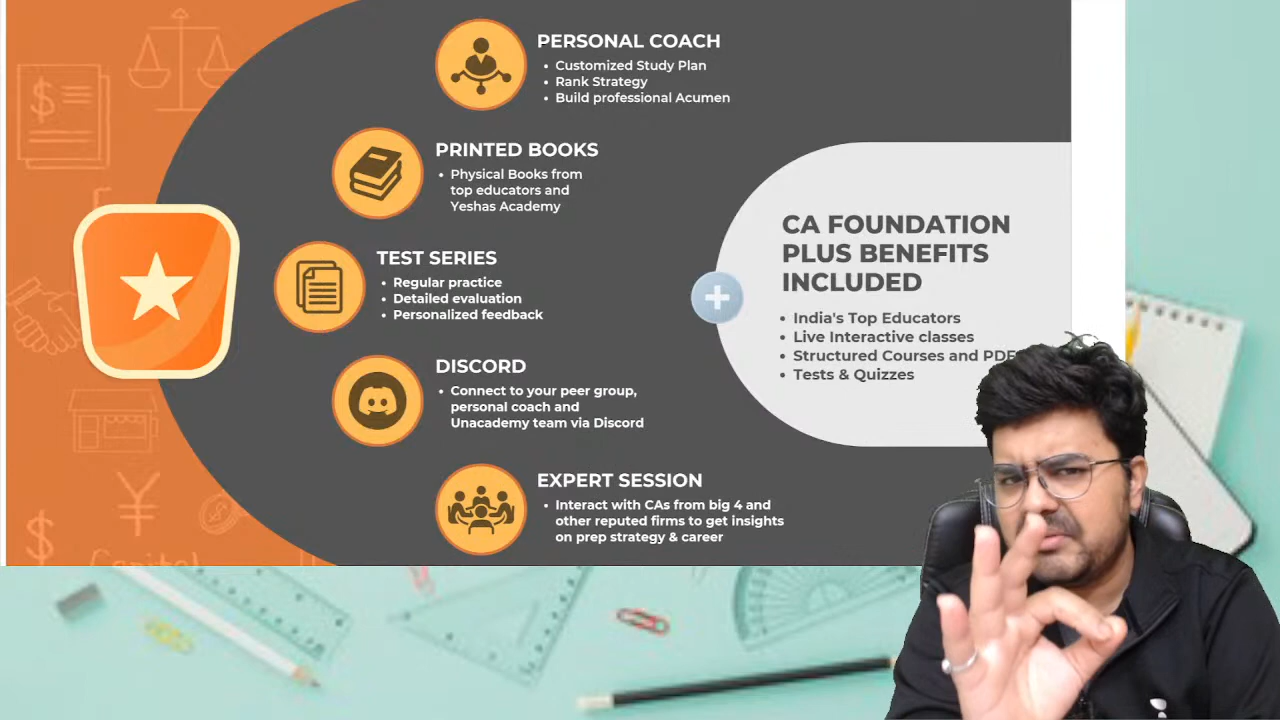 PERSONAL COACH
• Customized Study Plan
• Rank Strategy
• Build professional Acumen
PRINTED BOOKS
• Physical Books from
top educators and
Yeshas Academy
TEST SERIES
• Regular practice
• Detailed evaluation
• Personalized feedback
DISCORD
• Connect to your peer group,
personal coach and
Unacademy team via Discord
EXPERT SESSION
• Interact with CAs from big 4 and
other reputed firms to get insights
on prep strategy & career
CA FOUNDATION
PLUS BENEFITS
INCLUDED
• India's Top Educators
• Live Interactive classes
• Structured Courses and PDF
• Tests & Quizzes
$
¥
$
Capital